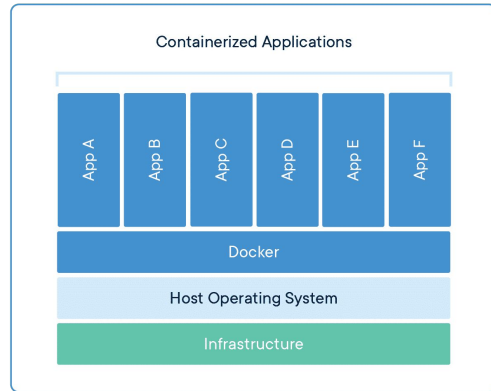 Containerized Applications
App A
App B
App C
App D
App E
App F
Docker
Host Operating System
Infrastructure